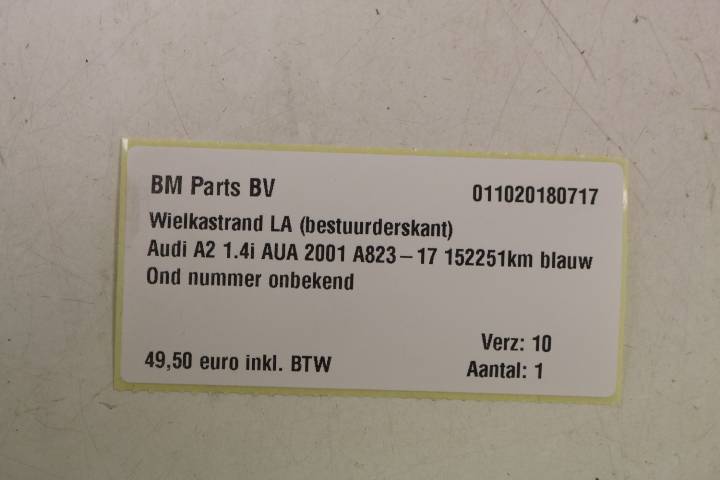 BM Parts BV 011020180717
Wielkastrand LA (bestuurderskant)
Audi A2 1.4i AUA 2001 A823-17 152251km blauw
Ond nummer onbekend
Verz: 10
49,50 euro inkl. BTW Aantal: 1